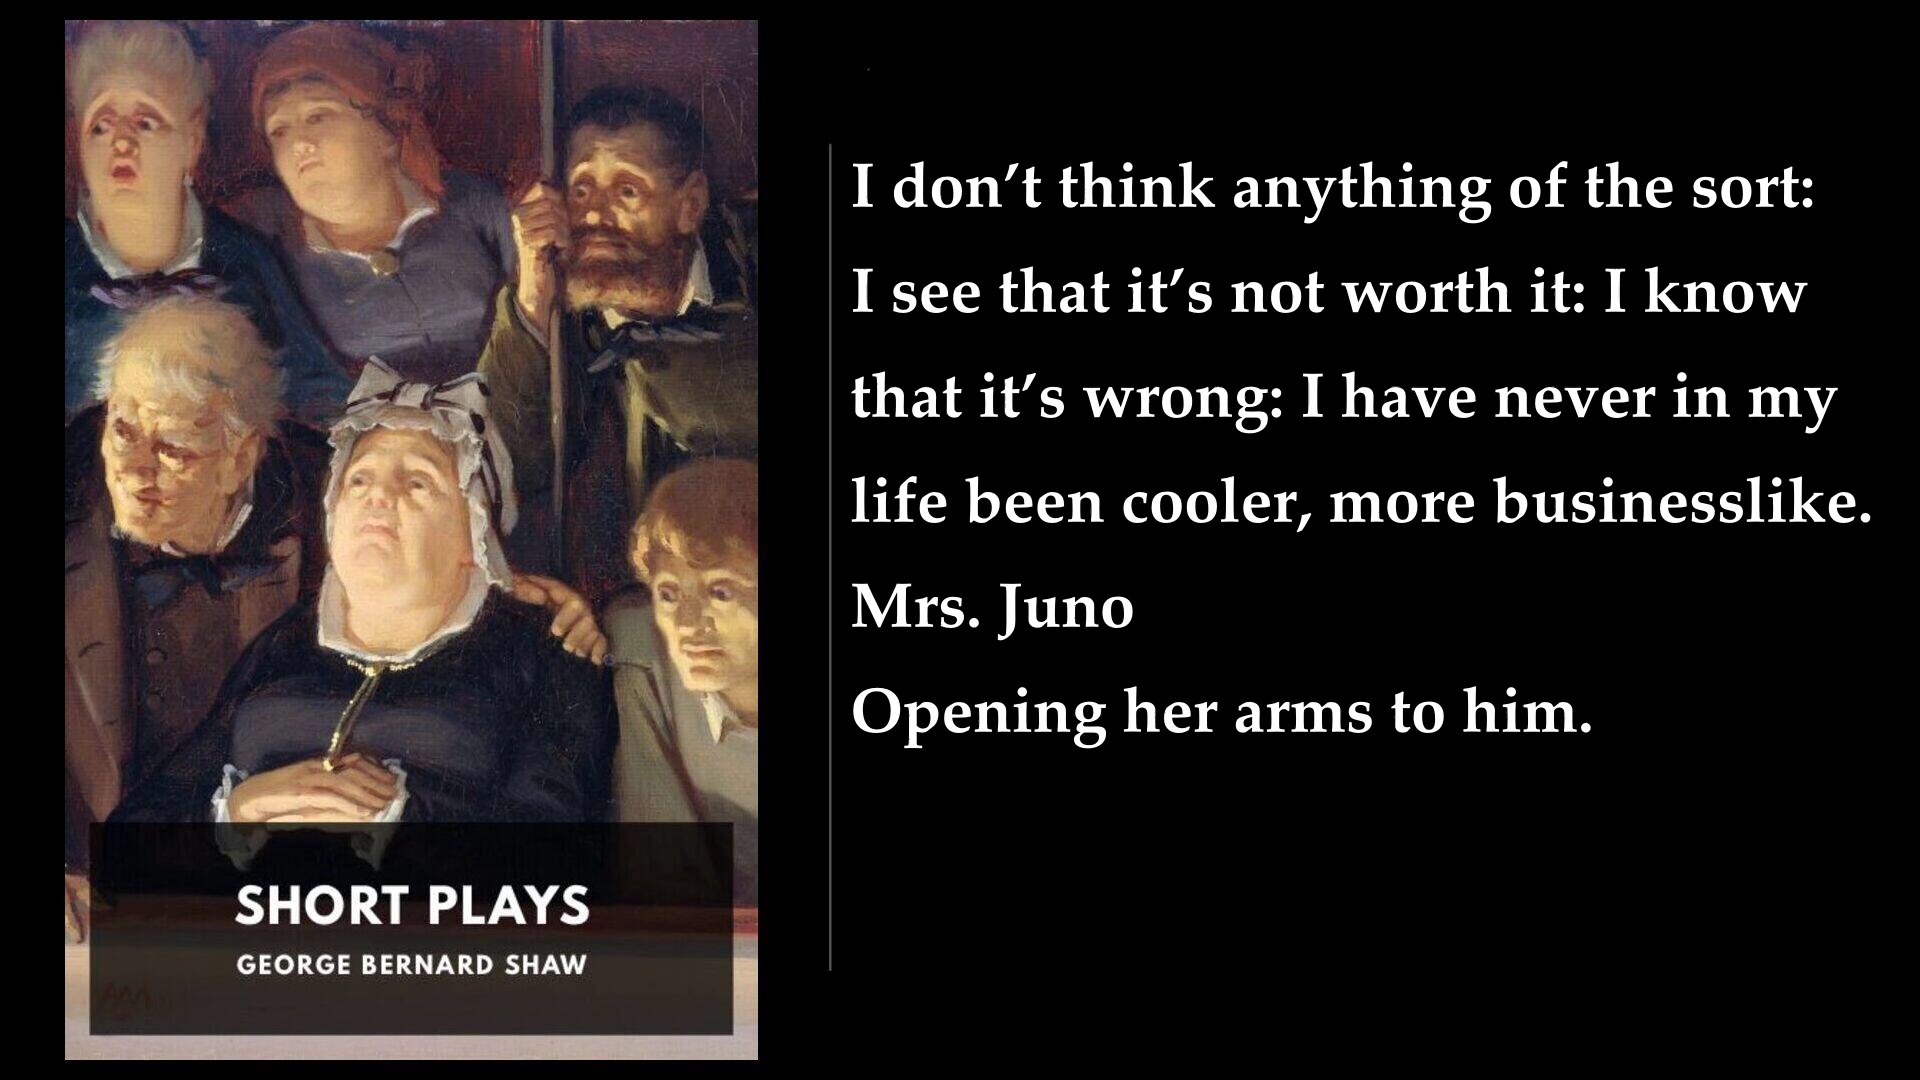 I don’t think anything of the sort:
I see that it’s not worth it: I know
that it’s wrong: I have never in my
life been cooler, more businesslike.
Mrs. Juno
Opening her arms to him.
SHORT PLAYS
GEORGE BERNARD SHAW